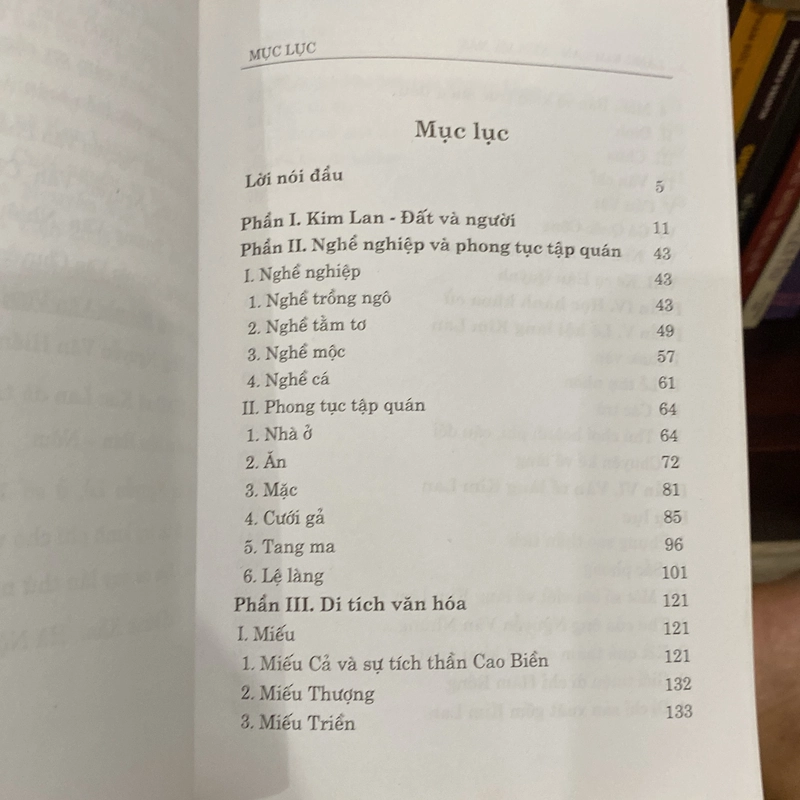 MỤC LỤC
Mục lục
Lời nói đầu 5
Phần I. Kim Lan - Đất và người 11
Phần II. Nghề nghiệp và phong tục tập quán 43
I. Nghề nghiệp 43
1. Nghề trồng ngô 43
2. Nghề tằm tơ 49
3. Nghề mộc 57
4. Nghề cá 61
II. Phong tục tập quán 64
1. Nhà ở 64
2. Ăn 72
3. Mặc 81
4. Cưới gả 85
5. Tang ma 96
6. Lệ làng 101
Phần III. Di tích văn hóa 121
I. Miếu 121
1. Miếu Cả và sự tích thần Cao Biền 121
2. Miếu Thượng 132
3. Miếu Triền 133